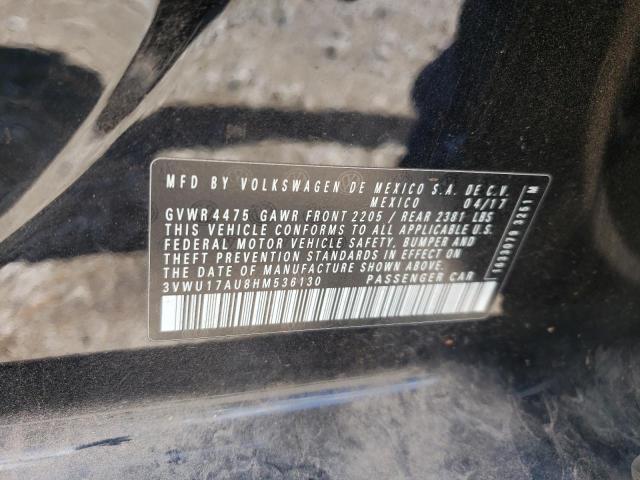 MFD BY VOLKSWAGEN DE MEXICO S.A. DE C.V.
MEXICO 04/17
GVWR 4475 GAWR FRONT 2205 / REAR 2381 LBS
THIS VEHICLE CONFORMS TO ALL APPLICABLE U.S.
FEDERAL MOTOR VEHICLE SAFETY, BUMPER AND
THEFT PREVENTION STANDARDS IN EFFECT ON
THE DATE OF MANUFACTURE SHOWN ABOVE.
3VWU17AU8HM536130 PASSENGER CAR